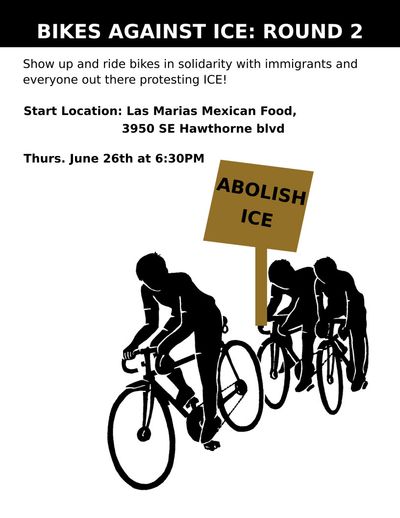 BIKES AGAINST ICE: ROUND 2
Show up and ride bikes in solidarity with immigrants and
everyone out there protesting ICE!
Start Location: Las Marias Mexican Food,
3950 SE Hawthorne blvd
Thurs. June 26th at 6:30PM
ABOLISH
ICE